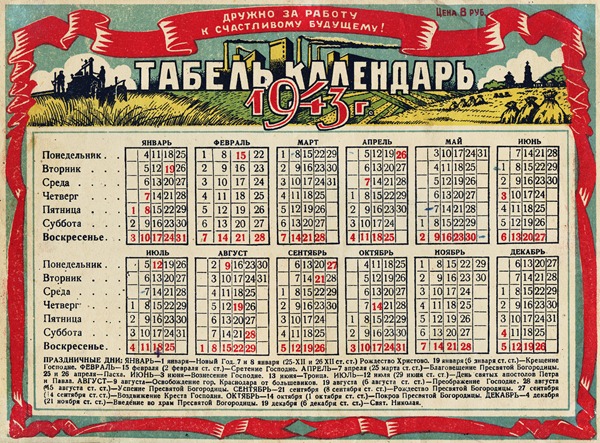 ДРУЖНО ЗА РАБОТУ
К СЧАСТЛИВОМУ БУДУЩЕМУ!
ЦЕНА 8 РУБ.
ТАБЕЛЬ КАЛЕНДАРЬ
1943 г.
ЯНВАРЬ ФЕВРАЛЬ МАРТ АПРЕЛЬ МАЙ ИЮНЬ
Понедельник . . . 4 11 18 25 1 8 15 22 1 8 15 22 29 5 12 19 26 3 10 17 24 31 7 14 21 28
Вторник . . . 5 12 19 26 2 9 16 23 2 9 16 23 30 6 13 20 27 4 11 18 25 1 8 15 22 29
Среда . . . 6 13 20 27 3 10 17 24 3 10 17 24 31 7 14 21 28 5 12 19 26 2 9 16 23 30
Четверг . . . 7 14 21 28 4 11 18 25 4 11 18 25 1 8 15 22 29 6 13 20 27 3 10 17 24
Пятница . . . 1 8 15 22 29 5 12 19 26 5 12 19 26 2 9 16 23 30 7 14 21 28 4 11 18 25
Суббота . . . 2 9 16 23 30 6 13 20 27 6 13 20 27 3 10 17 24 1 8 15 22 29 5 12 19 26
Воскресенье . . 3 10 17 24 31 7 14 21 28 7 14 21 28 4 11 18 25 2 9 16 23 30 6 13 20 27
ИЮЛЬ АВГУСТ СЕНТЯБРЬ ОКТЯБРЬ НОЯБРЬ ДЕКАБРЬ
Понедельник . . . 5 12 19 26 2 9 16 23 30 6 13 20 27 4 11 18 25 1 8 15 22 29 6 13 20 27
Вторник . . . 6 13 20 27 3 10 17 24 31 7 14 21 28 5 12 19 26 2 9 16 23 30 7 14 21 28
Среда . . . 7 14 21 28 4 11 18 25 1 8 15 22 29 6 13 20 27 3 10 17 24 1 8 15 22 29
Четверг . . . 1 8 15 22 29 5 12 19 26 2 9 16 23 30 7 14 21 28 4 11 18 25 2 9 16 23 30
Пятница . . . 2 9 16 23 30 6 13 20 27 3 10 17 24 1 8 15 22 29 5 12 19 26 3 10 17 24 31
Суббота . . . 3 10 17 24 31 7 14 21 28 4 11 18 25 2 9 16 23 30 6 13 20 27 4 11 18 25
Воскресенье . . 4 11 18 25 1 8 15 22 29 5 12 19 26 3 10 17 24 31 7 14 21 28 5 12 19 26
ПРАЗДНИЧНЫЕ ДНИ: ЯНВАРЬ—1 января—Новый Год. 7 и 8 января (25-XII и 26 XII ст. ст.) Рождество Христово. 19 января (6 января ст. ст.)—Крещение
Господне. ФЕВРАЛЬ— 15 февраля (2 февраля ст. ст.)—Сретение Господне. АПРЕЛЬ—7 апреля (25 марта ст. ст.)—Благовещение Пресвятой Богородицы.
25 и 26 апреля—Пасха. ИЮНЬ—3 июня—Вознесение Господне. 13 июня—Троица. ИЮЛЬ—12 июля (29 июня ст. ст.)—День святых апостолов Петра
и Павла. АВГУСТ— 9 августа—Освобождение гор. Краснодара от большевиков. 19 августа (6 августа ст. ст.)—Преображение Господне. 28 августа
(15 августа ст. ст.)—Успение Пресвятой Богородицы. СЕНТЯБРЬ—21 сентября (8 сентября ст. ст.)—Рождество Пресвятой Богородицы. 27 сентября
(14 сентября ст. ст.)—Воздвижение Креста Господня. ОКТЯБРЬ—14 октября (1 октября ст. ст.)—Покров Пресвятой Богородицы. ДЕКАБРЬ—4 декабря
(21 ноября ст. ст.)—Введение во храм Пресвятой Богородицы. 19 декабря (6 декабря ст. ст.)—Свят. Николая.